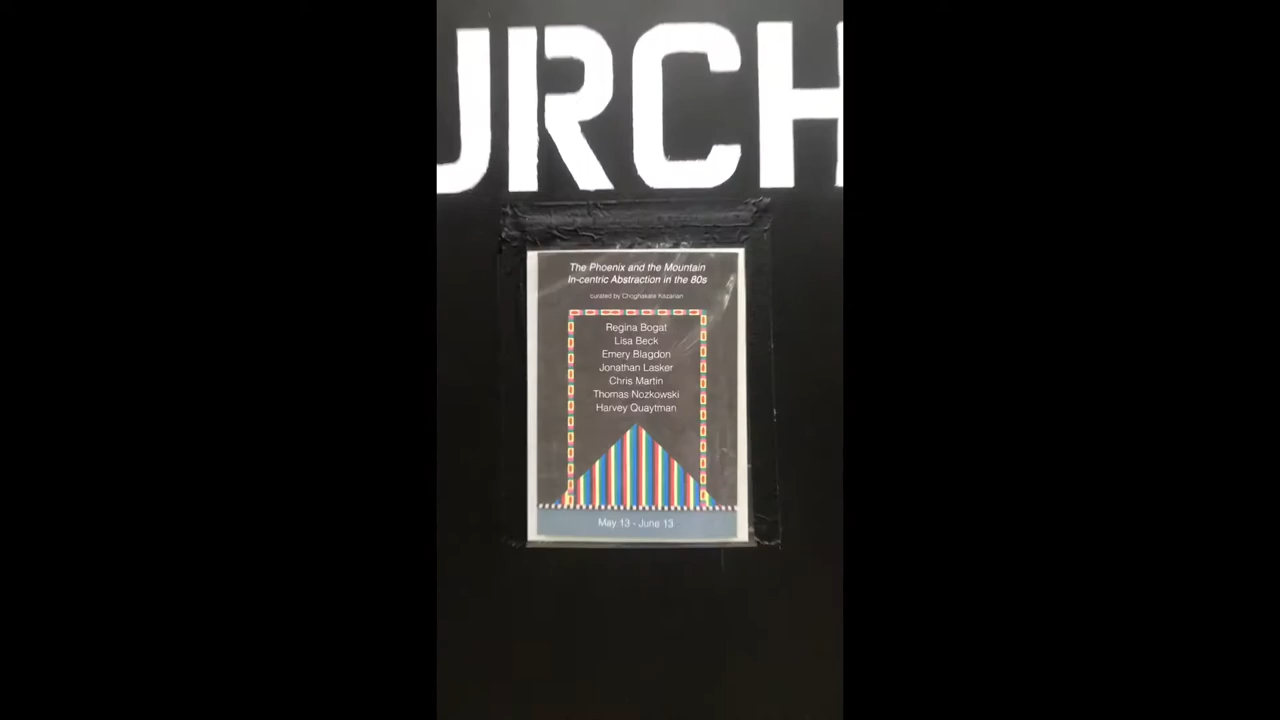 URCH
The Phoenix and the Mountain
In-centric Abstraction in the 80s
curated by Choghakate Kazarian
Regina Bogat
Lisa Beck
Emery Blagdon
Jonathan Lasker
Chris Martin
Thomas Nozkowski
Harvey Quaytman
May 13 - June 13